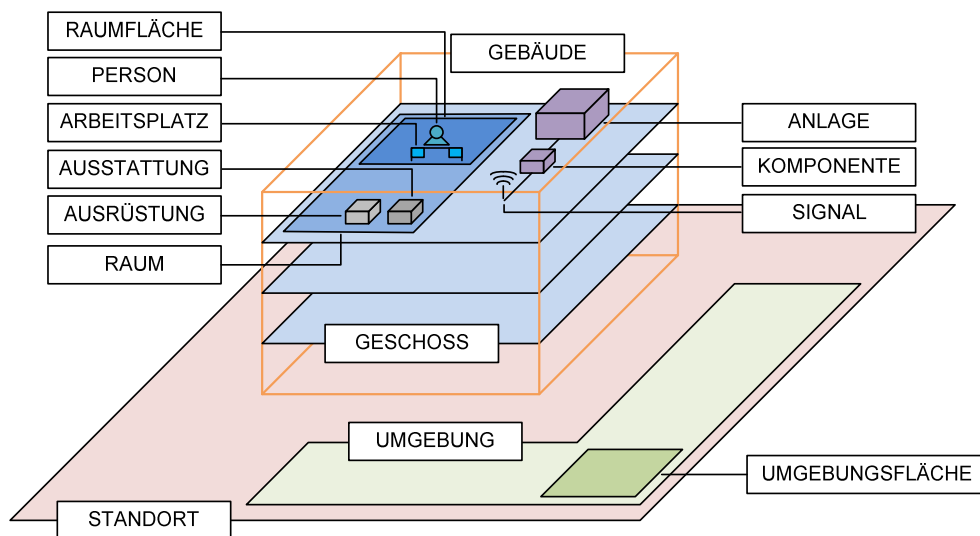 RAUMFLÄCHE
GEBÄUDE
PERSON
ARBEITSPLATZ
ANLAGE
AUSSTATTUNG
KOMPONENTE
AUSRÜSTUNG
SIGNAL
RAUM
GESCHOSS
UMGEBUNG
UMGEBUNGSFLÄCHE
STANDORT